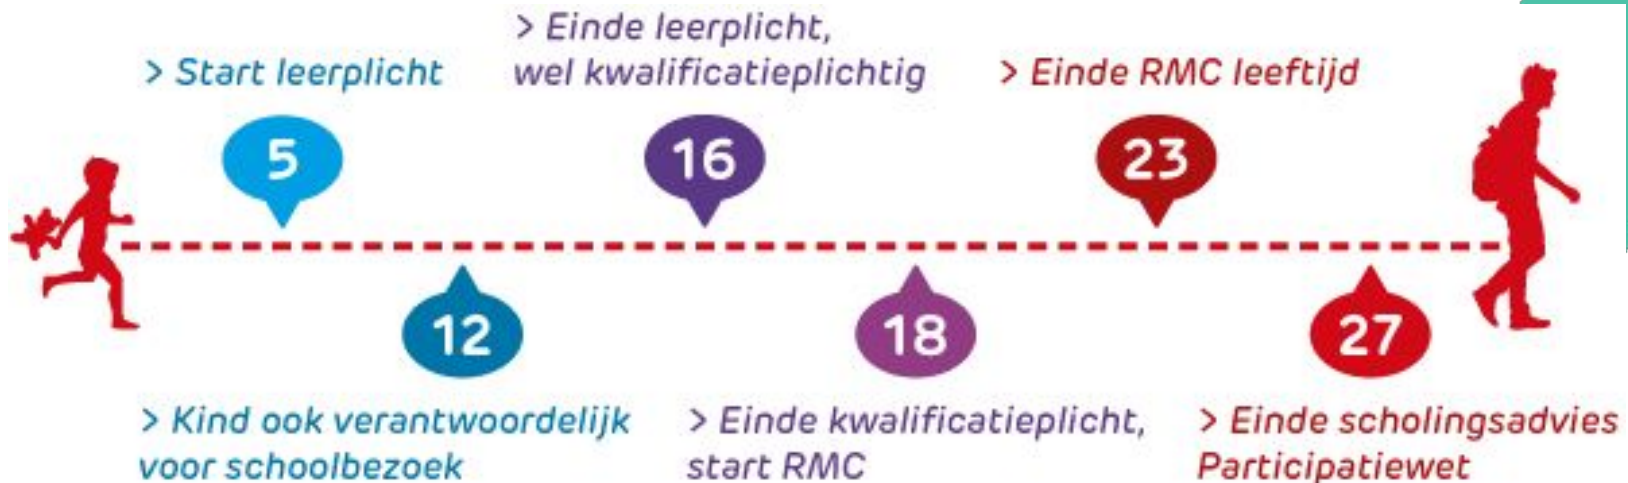 > Start leerplicht
5
12
> Kind ook verantwoordelijk
voor schoolbezoek
> Einde leerplicht,
wel kwalificatieplichtig
16
18
> Einde kwalificatieplicht,
start RMC
> Einde RMC leeftijd
23
27
> Einde scholingsadvies
Participatiewet